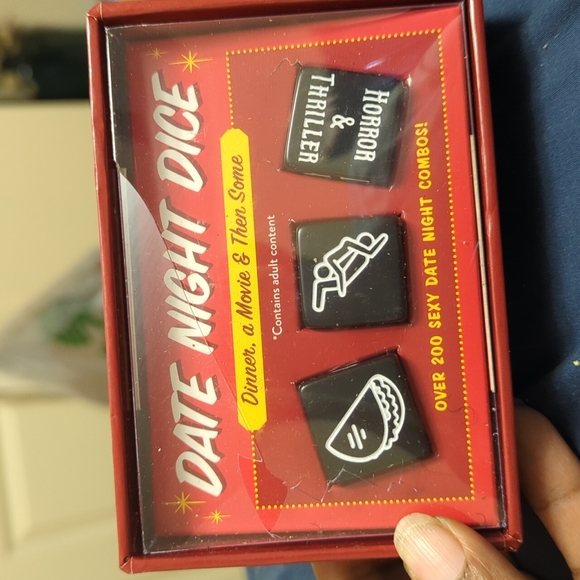 DATE NIGHT DICE
Dinner, a Movie & Then Some
*Contains adult content
HORROR
&
THRILLER
OVER 200 SEXY DATE NIGHT COMBOS!